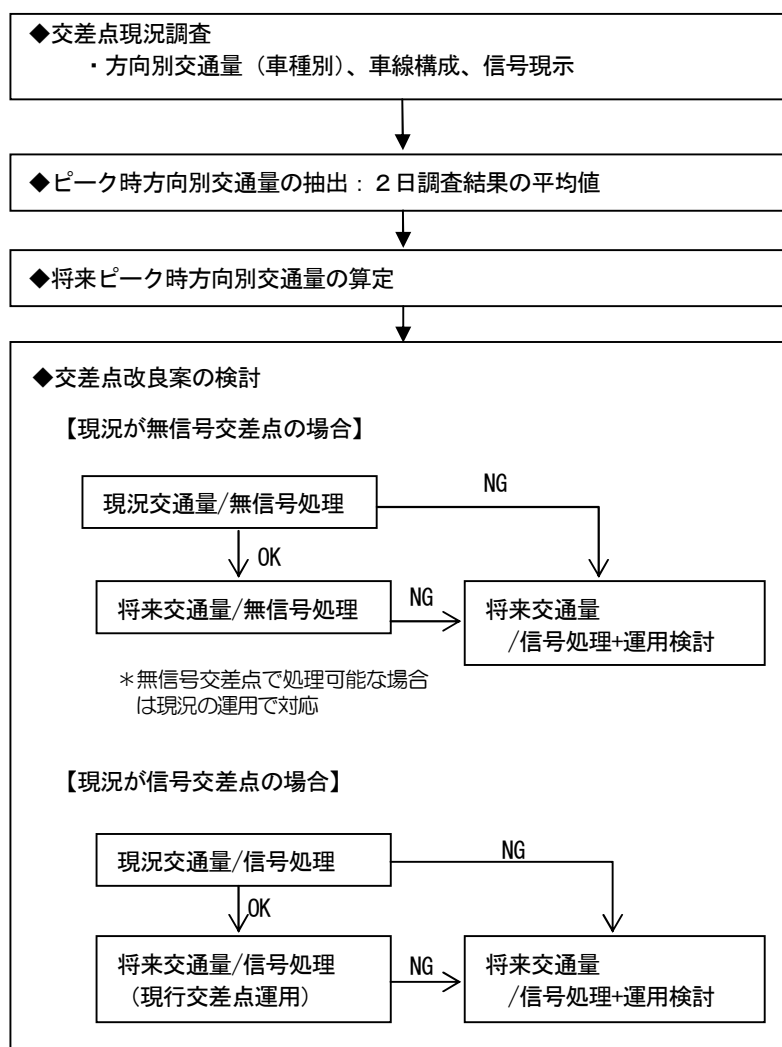 ◆交差点現況調査
・方向別交通量（車種別）、車線構成、信号現示
◆ピーク時方向別交通量の抽出：２日調査結果の平均値
◆将来ピーク時方向別交通量の算定
◆交差点改良案の検討
【現況が無信号交差点の場合】
NG
現況交通量/無信号処理
OK
将来交通量/無信号処理
NG
将来交通量
/信号処理+運用検討
＊無信号交差点で処理可能な場合
は現況の運用で対応
【現況が信号交差点の場合】
現況交通量/信号処理
NG
OK
将来交通量/信号処理
（現行交差点運用）
NG
将来交通量
/信号処理+運用検討